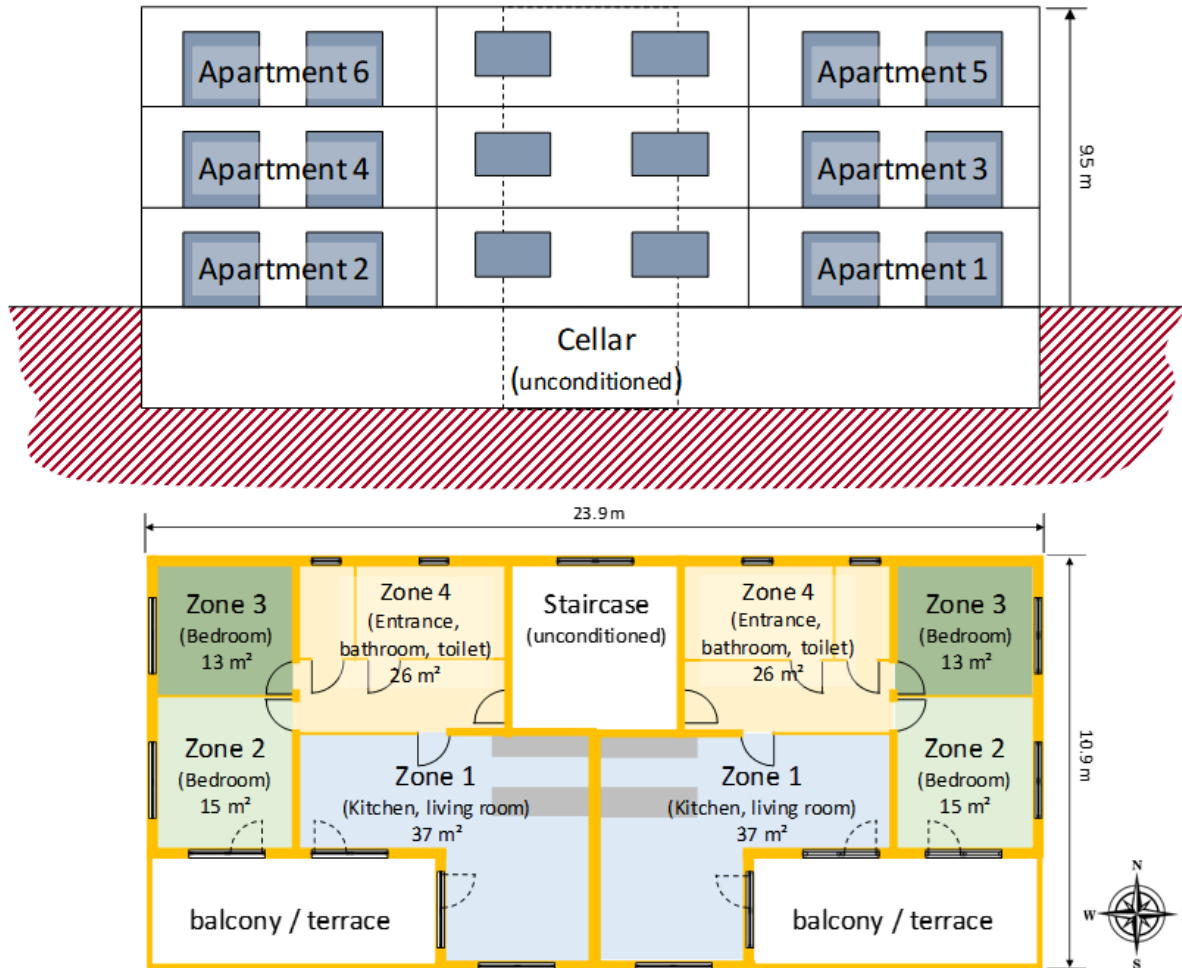 Apartment 6
Apartment 5
Apartment 4
Apartment 3
9.5 m
Apartment 2
Apartment 1
Cellar
(unconditioned)
23.9 m
Zone 3
(Bedroom)
13 m²
Zone 4
(Entrance,
bathroom, toilet)
26 m²
Staircase
(unconditioned)
Zone 4
(Entrance,
bathroom, toilet)
26 m²
Zone 3
(Bedroom)
13 m²
Zone 2
(Bedroom)
15 m²
Zone 1
(Kitchen, living room)
37 m²
Zone 1
(Kitchen, living room)
37 m²
Zone 2
(Bedroom)
15 m²
10.9 m
balcony / terrace
balcony / terrace
N
W
E
S